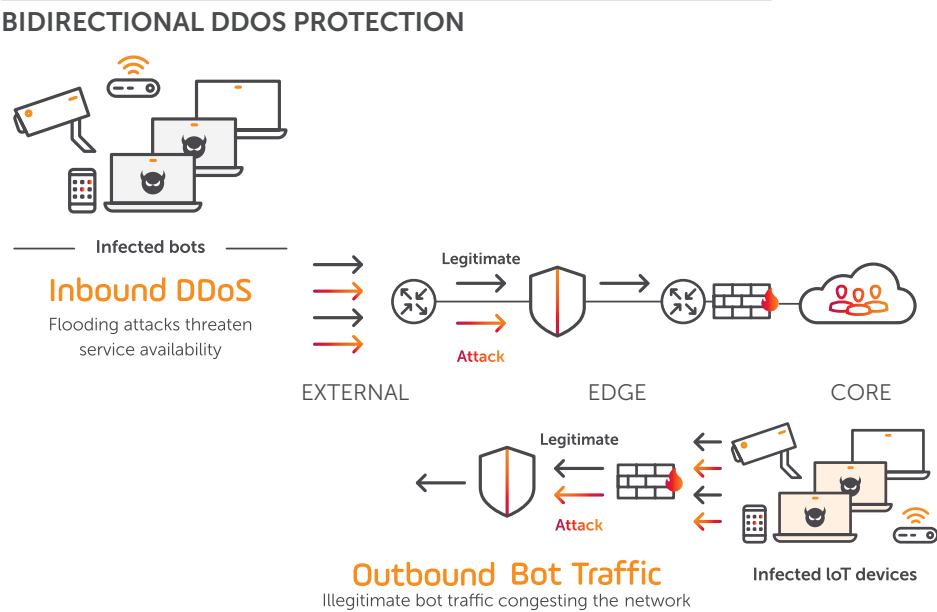 BIDIRECTIONAL DDOS PROTECTION
Infected bots
Inbound DDoS
Flooding attacks threaten
service availability
Legitimate
Attack
EXTERNAL
EDGE
CORE
Legitimate
Attack
Outbound Bot Traffic
Illegitimate bot traffic congesting the network
Infected loT devices